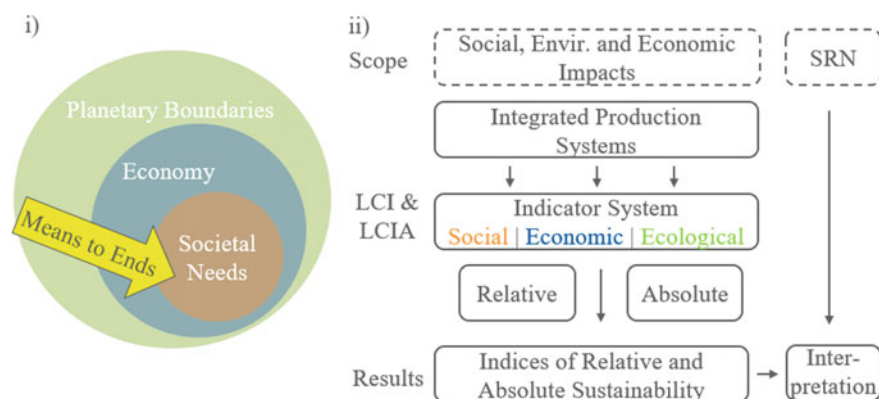 i)
Planetary Boundaries
Economy
Means to Ends
Societal
Needs
ii)
Scope
Social, Envir. and Economic
Impacts
SRN
Integrated Production
Systems
LCI &
LCIA
Indicator System
Social | Economic | Ecological
Relative
Absolute
Results
Indices of Relative and
Absolute Sustainability
Inter-
pretation